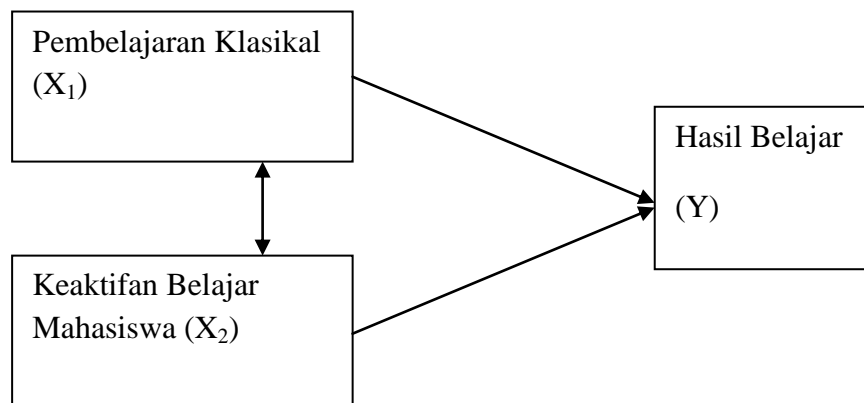 Pembelajaran Klasikal
(X₁)
Hasil Belajar
(Y)
Keaktifan Belajar
Mahasiswa (X₂)